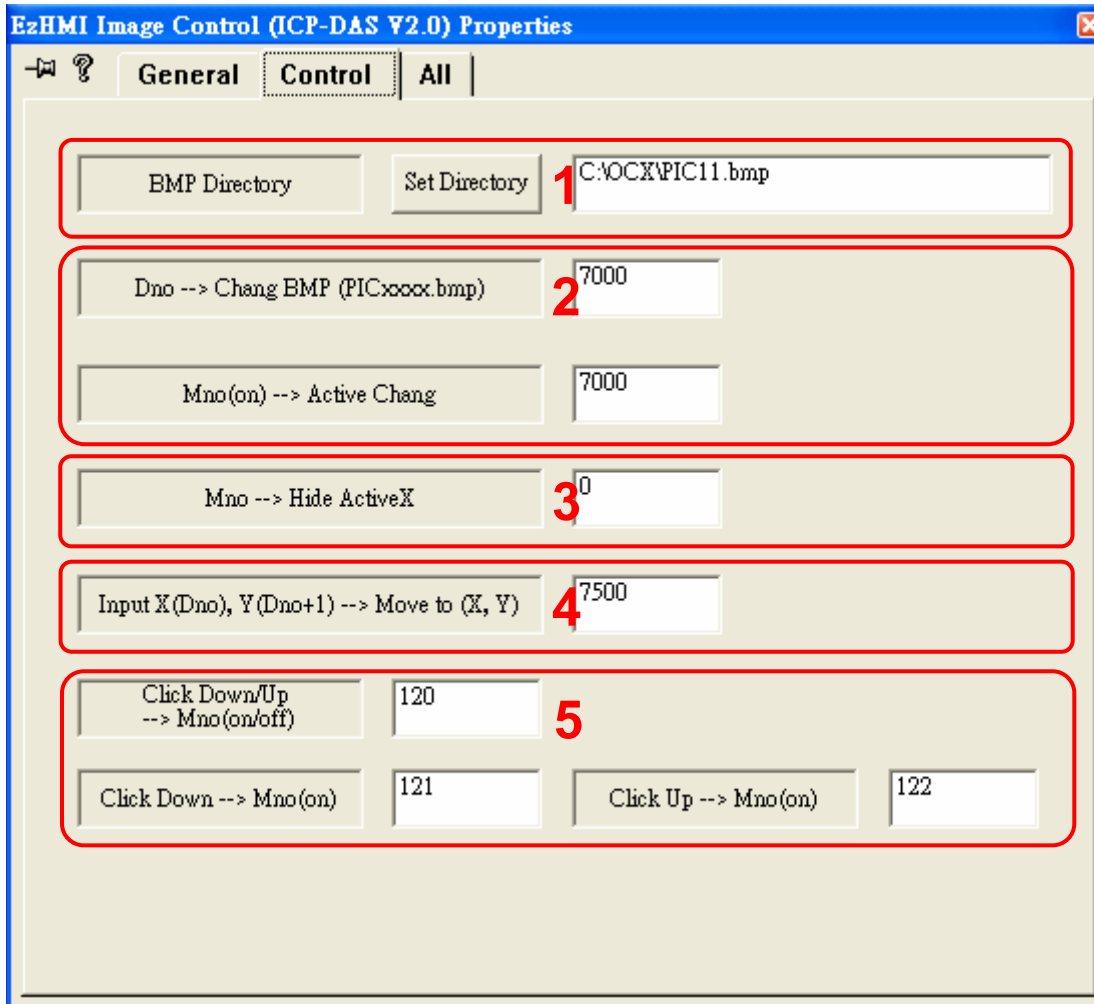 EzHMI Image Control (ICP-DAS V2.0) Properties
General Control All
BMP Directory Set Directory 1 C:\OCX\PIC11.bmp
Dno --> Chang BMP (PICxxxx.bmp) 2 7000
Mno(on) --> Active Chang 7000
Mno --> Hide ActiveX 3 0
Input X(Dno), Y(Dno+1) --> Move to (X, Y) 4 7500
Click Down/Up
--> Mno(on/off) 120 5
Click Down --> Mno(on) 121 Click Up --> Mno(on) 122